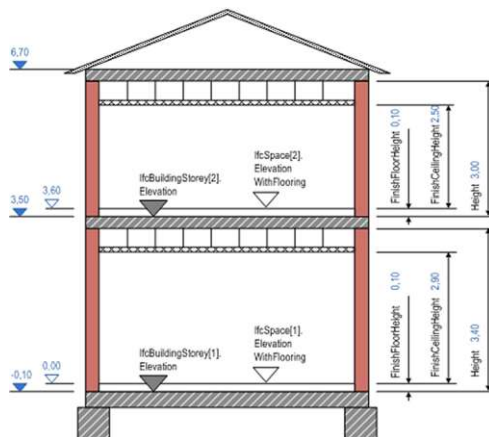 6,70
3,60
3,50
IfcBuildingStorey[2].
Elevation
IfcSpace[2].
Elevation
WithFlooring
FinishFloorHeight 0,10
FinishCeilingHeight 2,50
Height 3,00
0,00
-0,10
IfcBuildingStorey[1].
Elevation
IfcSpace[1].
Elevation
WithFlooring
FinishFloorHeight 0,10
FinishCeilingHeight 2,90
Height 3,40